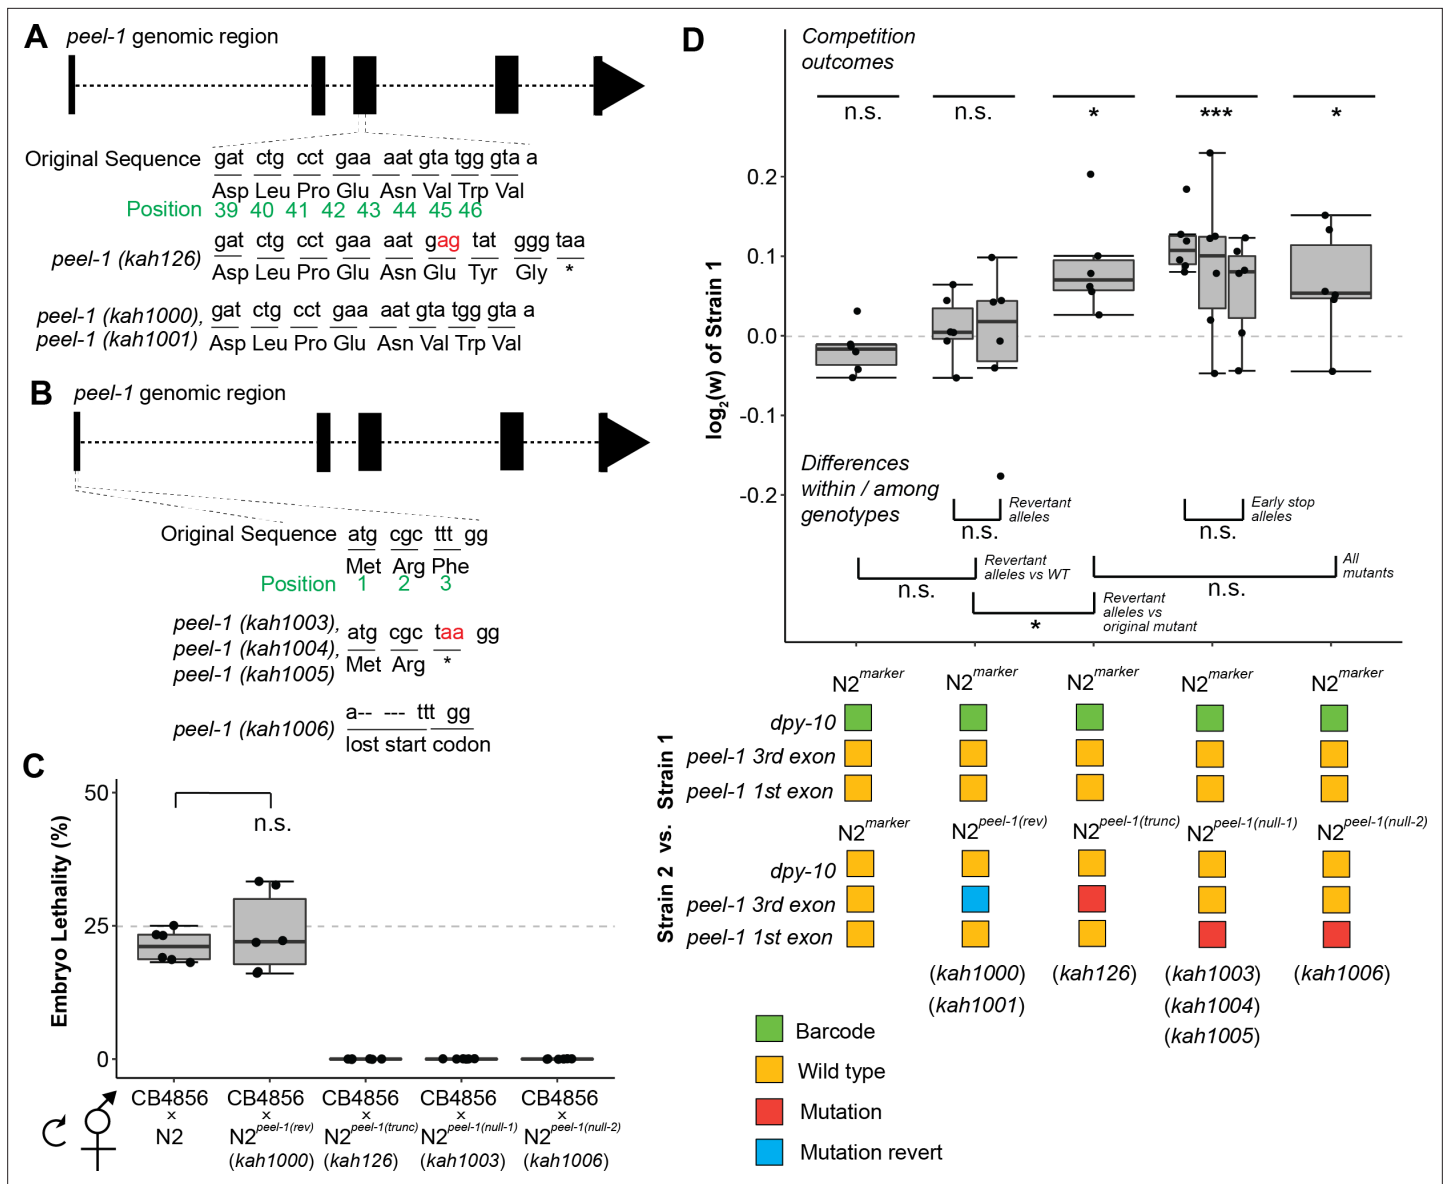 A
peel-1 genomic region
Original Sequence gat ctg cct gaa aat gta tgg gta a
Asp Leu Pro Glu Asn Val Trp Val
Position 39 40 41 42 43 44 45 46
peel-1 (kah126) gat ctg cct gaa aat gag tat ggg taa
Asp Leu Pro Glu Asn Glu Tyr Gly *
peel-1 (kah1000), gat ctg cct gaa aat gta tgg gta a
peel-1 (kah1001) Asp Leu Pro Glu Asn Val Trp Val
B
peel-1 genomic region
Original Sequence atg cgc ttt gg
Met Arg Phe
Position 1 2 3
peel-1 (kah1003),
peel-1 (kah1004), atg cgc taa gg
peel-1 (kah1005) Met Arg *
peel-1 (kah1006) a-- --- ttt gg
lost start codon
C
Embryo Lethality (%)
50
25
0
n.s.
CB4856 CB4856 CB4856 CB4856 CB4856
x x x x x
N2 N2peel-1(rev) N2peel-1(trunc) N2peel-1(null-1) N2peel-1(null-2)
(kah1000) (kah126) (kah1003) (kah1006)
D
Competition
outcomes
n.s. n.s. * *** *
log2(w) of Strain 1
0.2
0.1
0.0
-0.1
-0.2
Differences
within / among
genotypes
Revertant
alleles
n.s.
Early stop
alleles
n.s.
Revertant
alleles vs WT
n.s.
All
mutants
n.s.
Revertant
alleles vs
original mutant
*
Strain 2 vs. Strain 1
N2marker N2marker N2marker N2marker N2marker
dpy-10
peel-1 3rd exon
peel-1 1st exon
N2marker N2peel-1(rev) N2peel-1(trunc) N2peel-1(null-1) N2peel-1(null-2)
dpy-10
peel-1 3rd exon
peel-1 1st exon
(kah1000) (kah126) (kah1003) (kah1006)
(kah1001) (kah1004)
(kah1005)
Barcode
Wild type
Mutation
Mutation revert